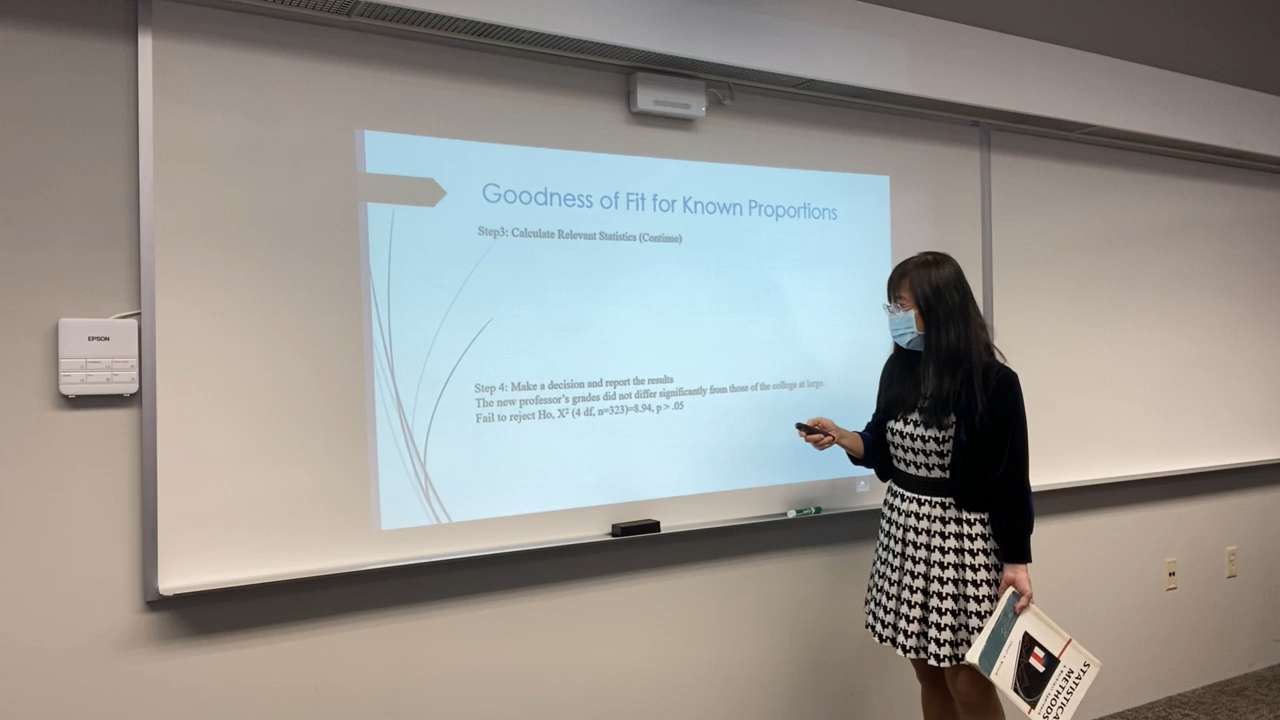 Goodness of Fit for Known Proportions
Step3: Calculate Relevant Statistics (Continue)
Step 4: Make a decision and report the results
The new professor's grades did not differ significantly from those of the college at large.
Fail to reject Ho, X² (4 df, n=323)=8.94, p > .05
EPSON
STATISTICAL
METHODS